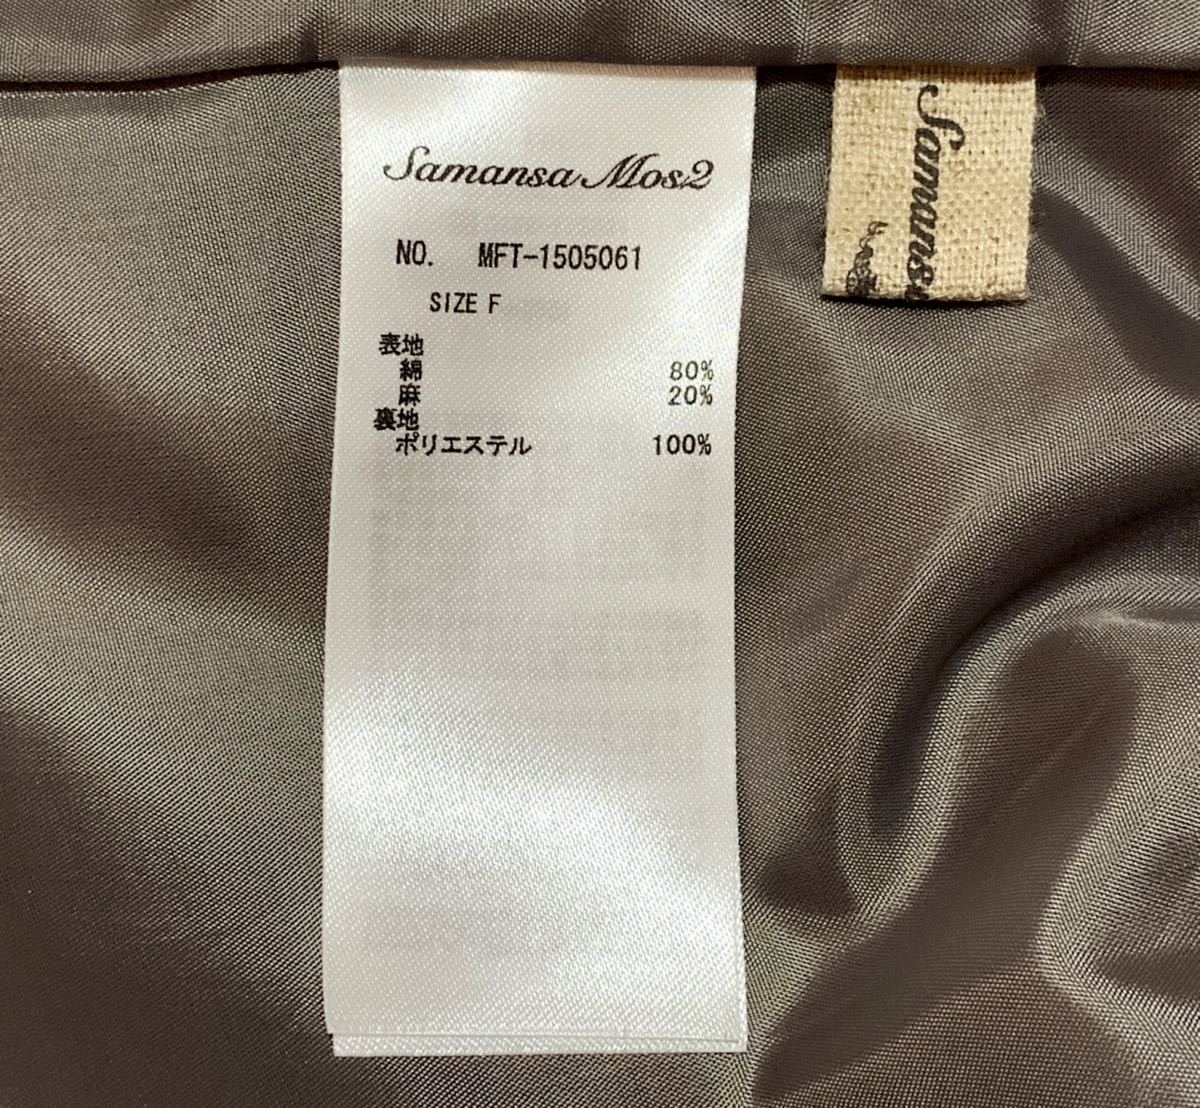 Samansa Mos2
NO. MFT-1505061
SIZE F
表地
綿 80%
麻 20%
裏地
ポリエステル 100%
Samansa